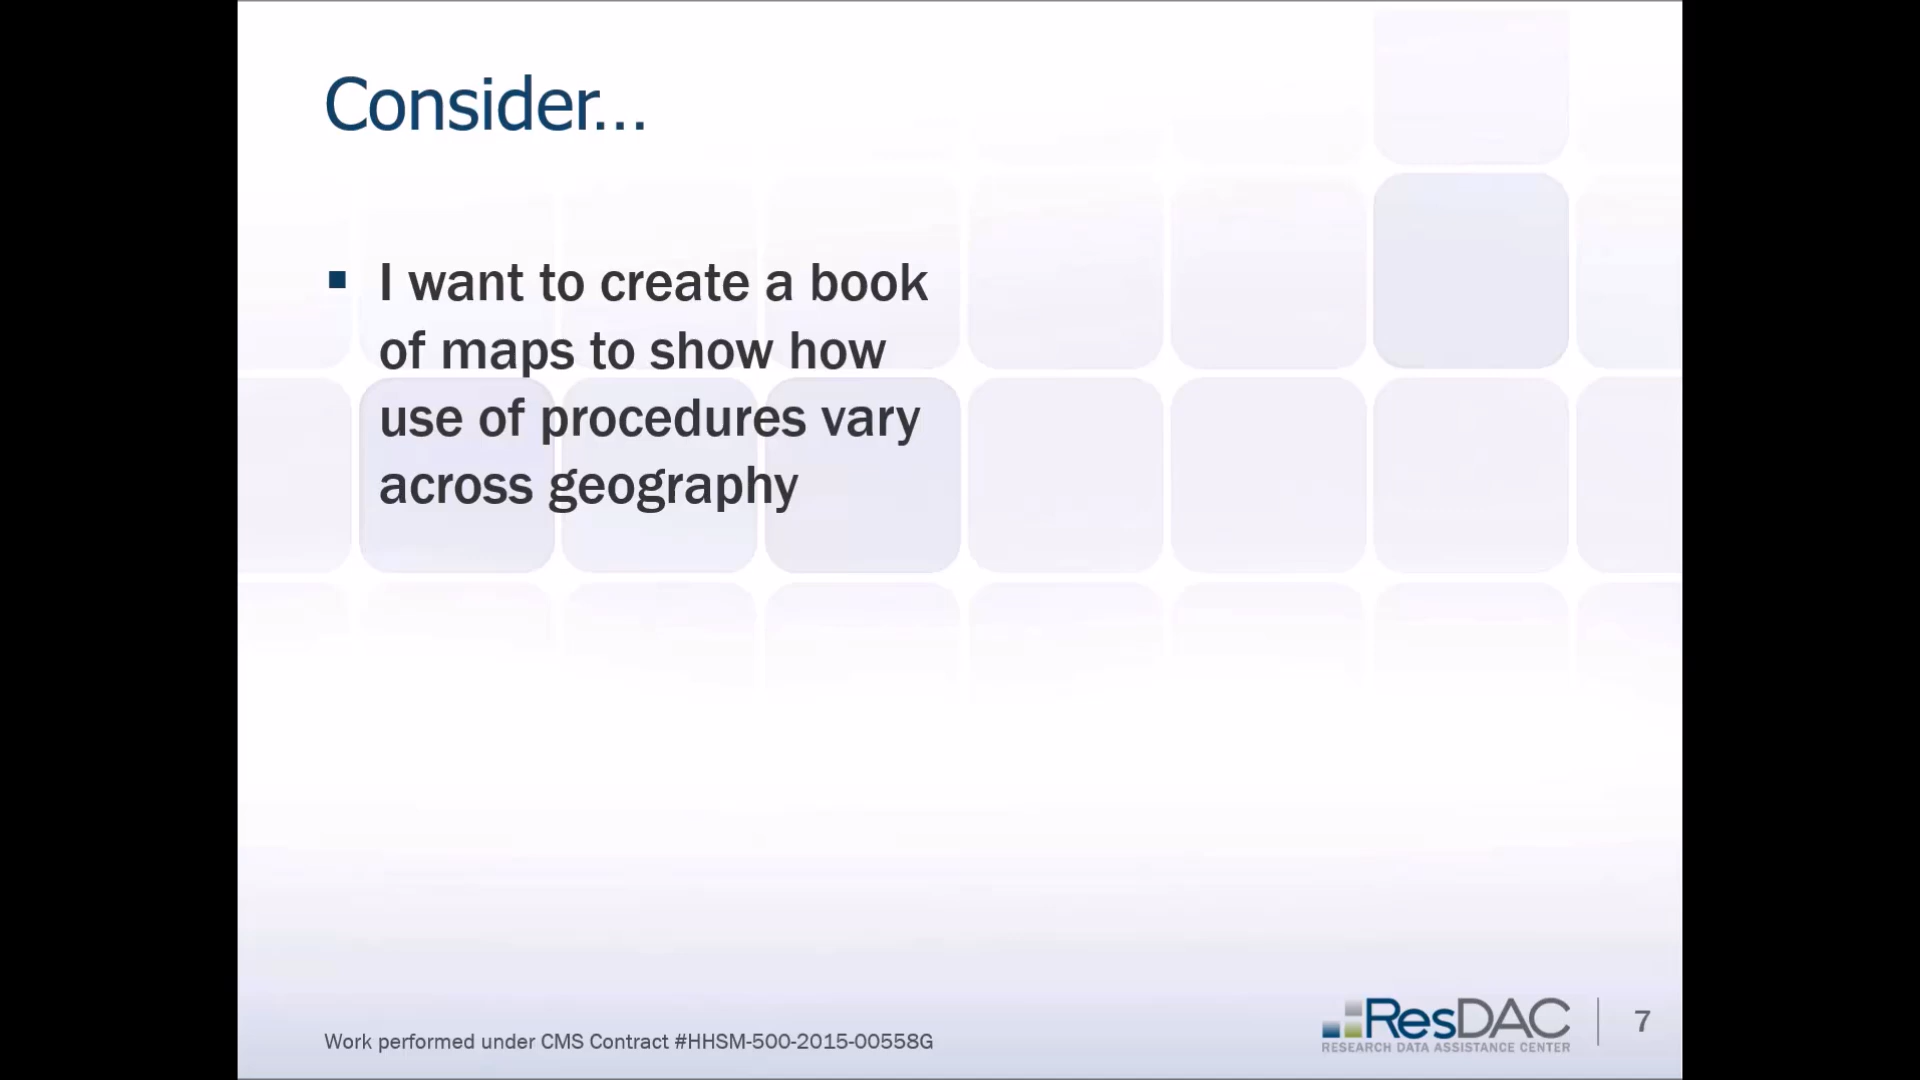 Consider...
▪ I want to create a book
of maps to show how
use of procedures vary
across geography
Work performed under CMS Contract #HHSM-500-2015-00558G
ResDAC
RESEARCH DATA ASSISTANCE CENTER
7